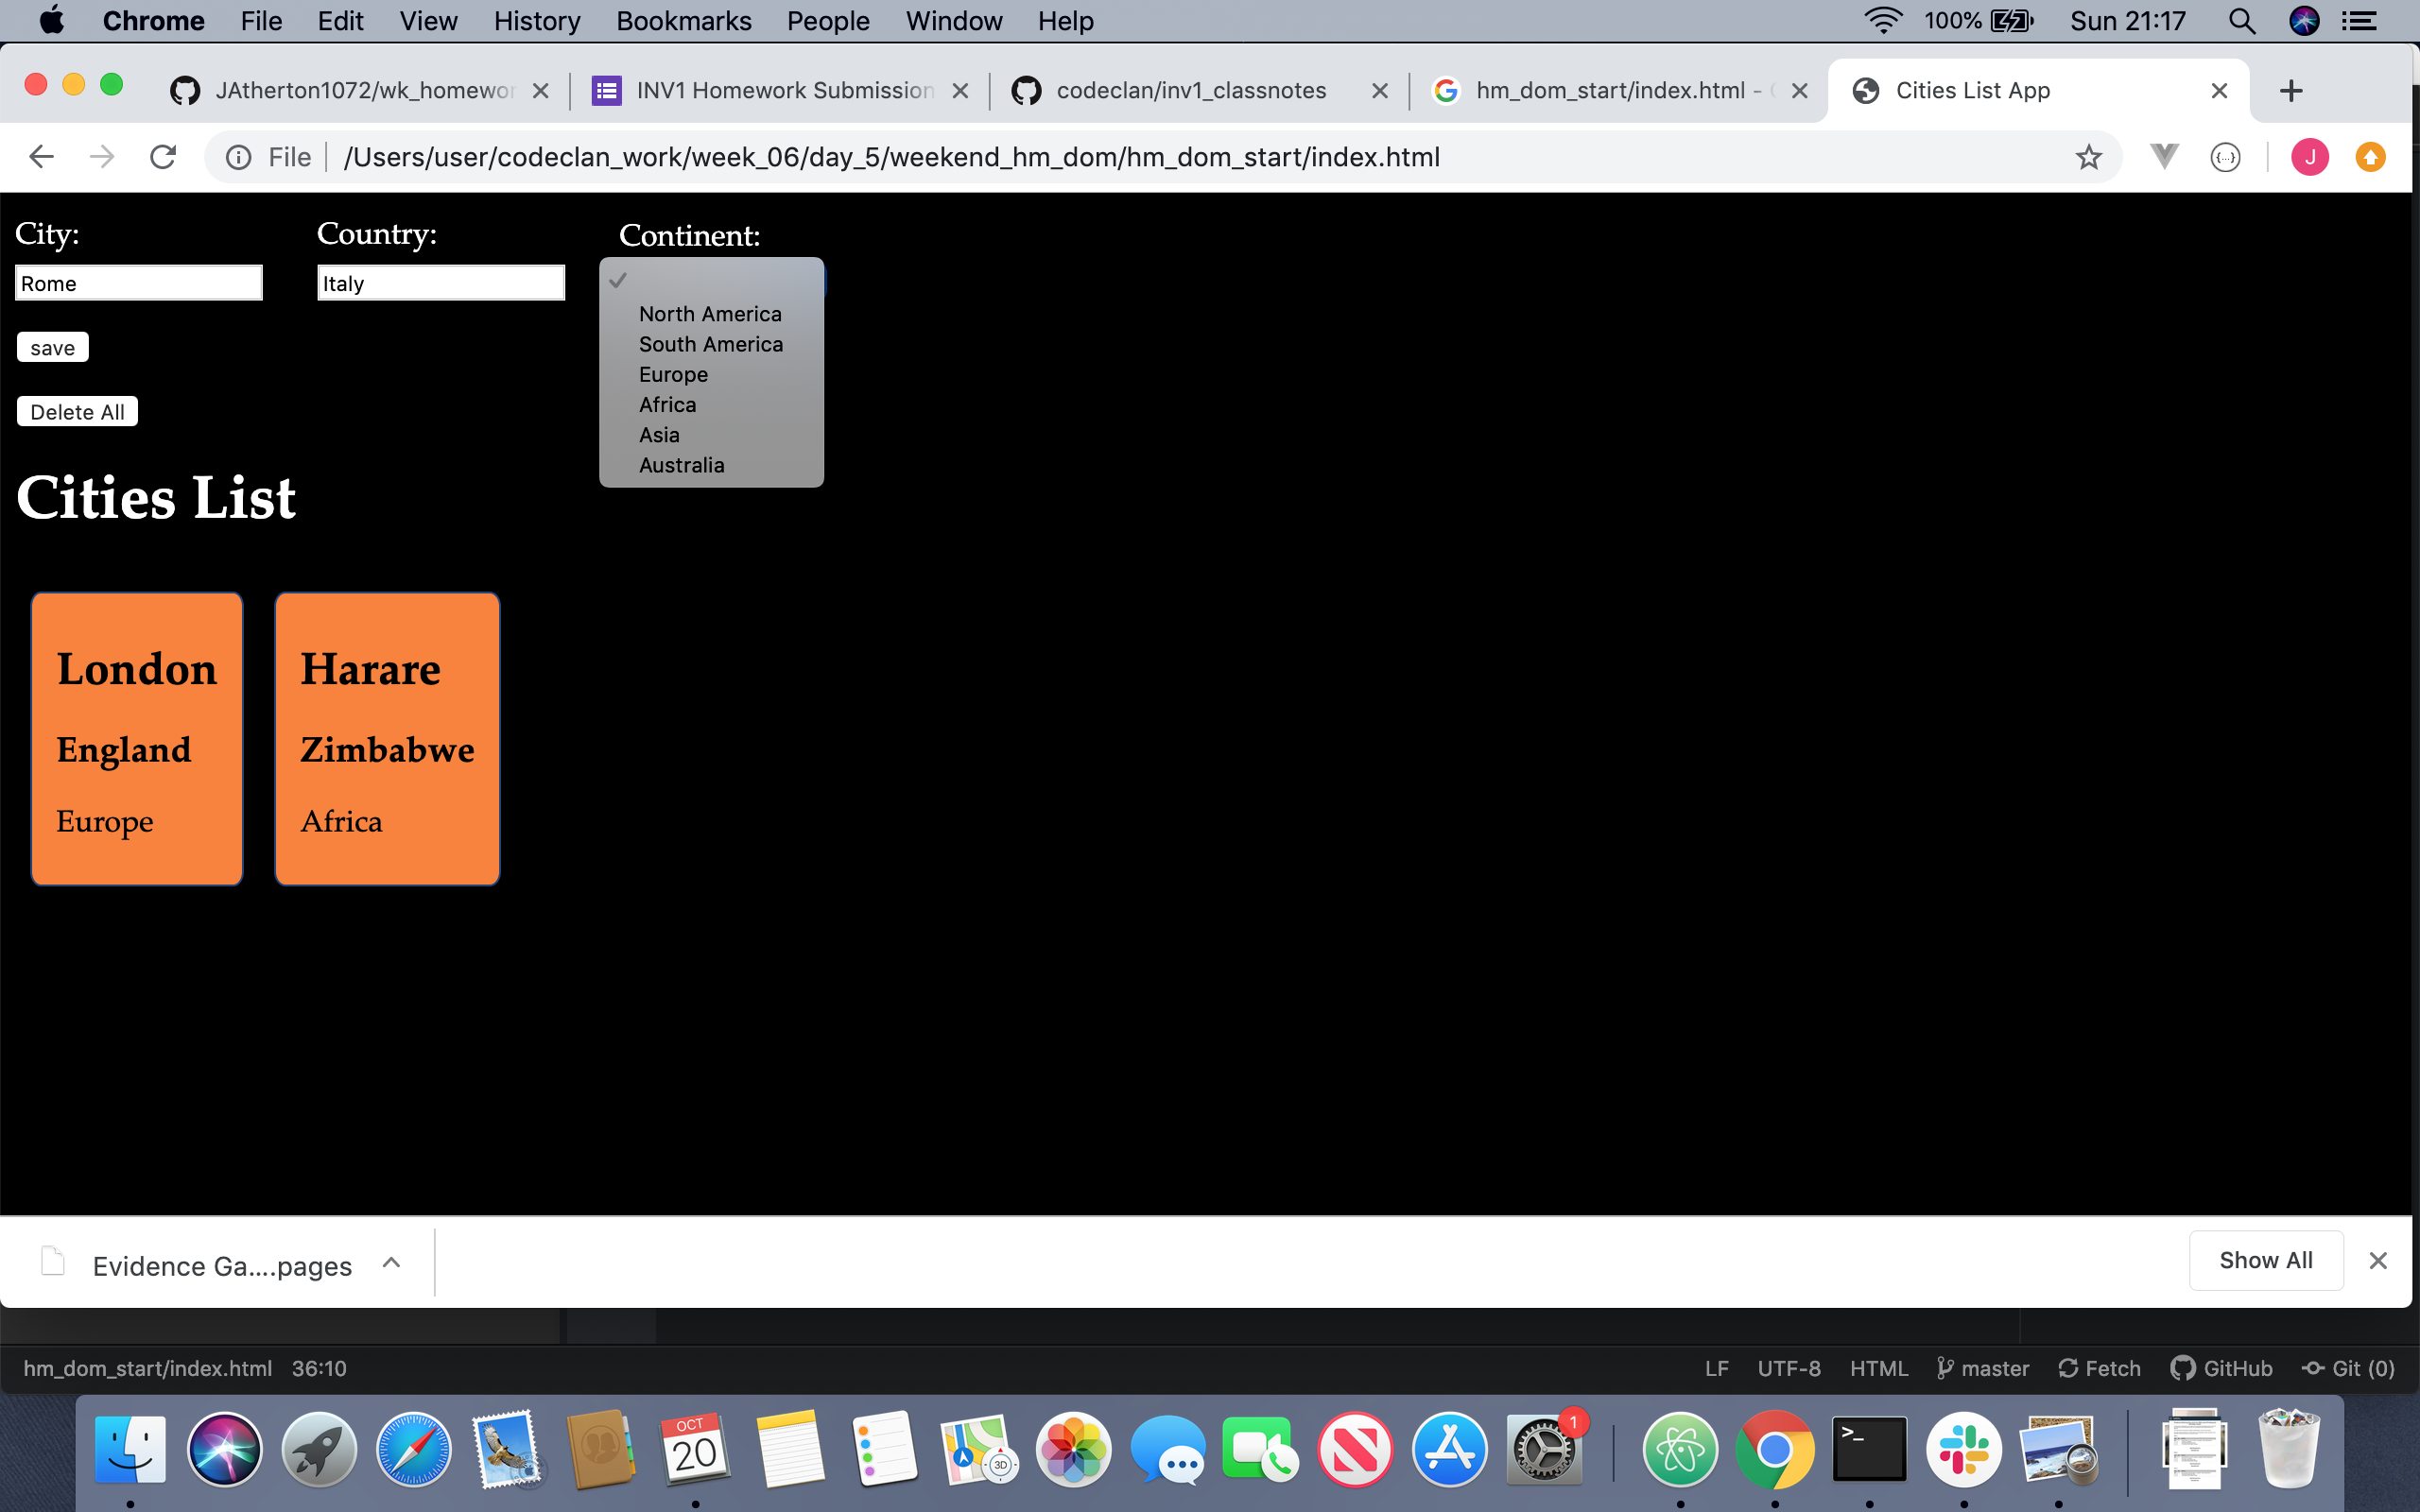 Chrome File Edit View History Bookmarks People Window Help 100% Sun 21:17
JAtherton1072/wk_homewor INV1 Homework Submission codeclan/inv1_classnotes hm_dom_start/index.html - Cities List App
File /Users/user/codeclan_work/week_06/day_5/weekend_hm_dom/hm_dom_start/index.html J
City: Country: Continent:
Rome Italy
North America
save
South America
Europe
Africa
Delete All
Asia
Australia
Cities List
London Harare
England Zimbabwe
Europe Africa
Evidence Ga....pages Show All
hm_dom_start/index.html 36:10 LF UTF-8 HTML master Fetch GitHub Git (0)
OCT
20
3D
1
>_